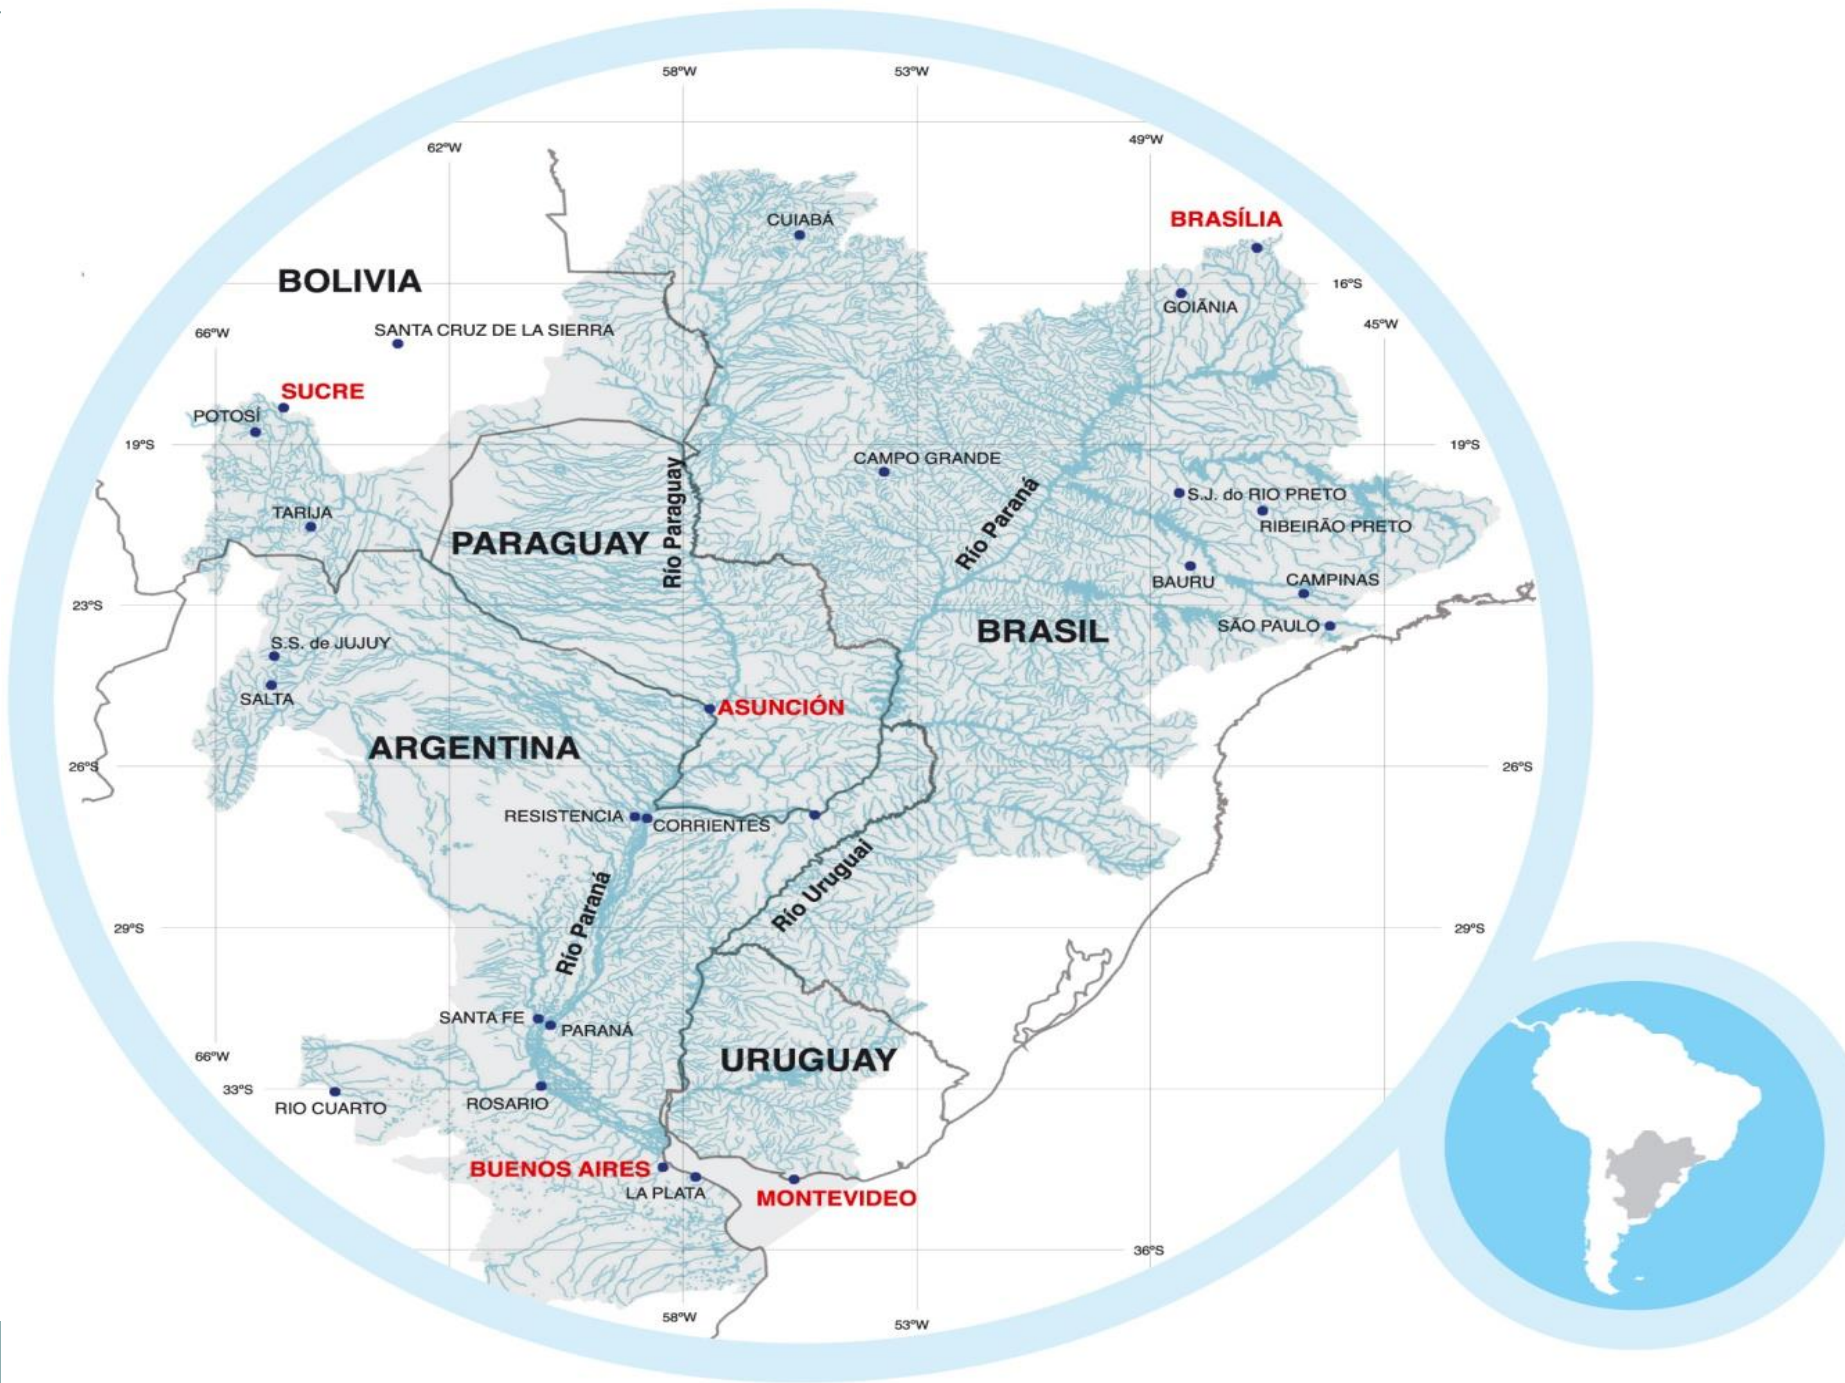 58ºW
53ºW
49ºW
62ºW
CUIABÁ
BRASÍLIA
BOLIVIA
16ºS
GOIÃNIA
SANTA CRUZ DE LA SIERRA
66ºW
45ºW
SUCRE
POTOSÍ
19ºS
19ºS
CAMPO GRANDE
Río Paraguay
Río Paraná
S.J. do RIO PRETO
TARIJA
RIBEIRÃO PRETO
PARAGUAY
BAURU
CAMPINAS
23ºS
BRASIL
SÃO PAULO
S.S. de JUJUY
SALTA
ASUNCIÓN
ARGENTINA
26ºS
26ºS
RESISTENCIA
CORRIENTES
Río Uruguai
Río Paraná
29ºS
29ºS
SANTA FE
PARANÁ
66ºW
URUGUAY
33ºS
RIO CUARTO
ROSARIO
BUENOS AIRES
LA PLATA
MONTEVIDEO
36ºS
58ºW
53ºW